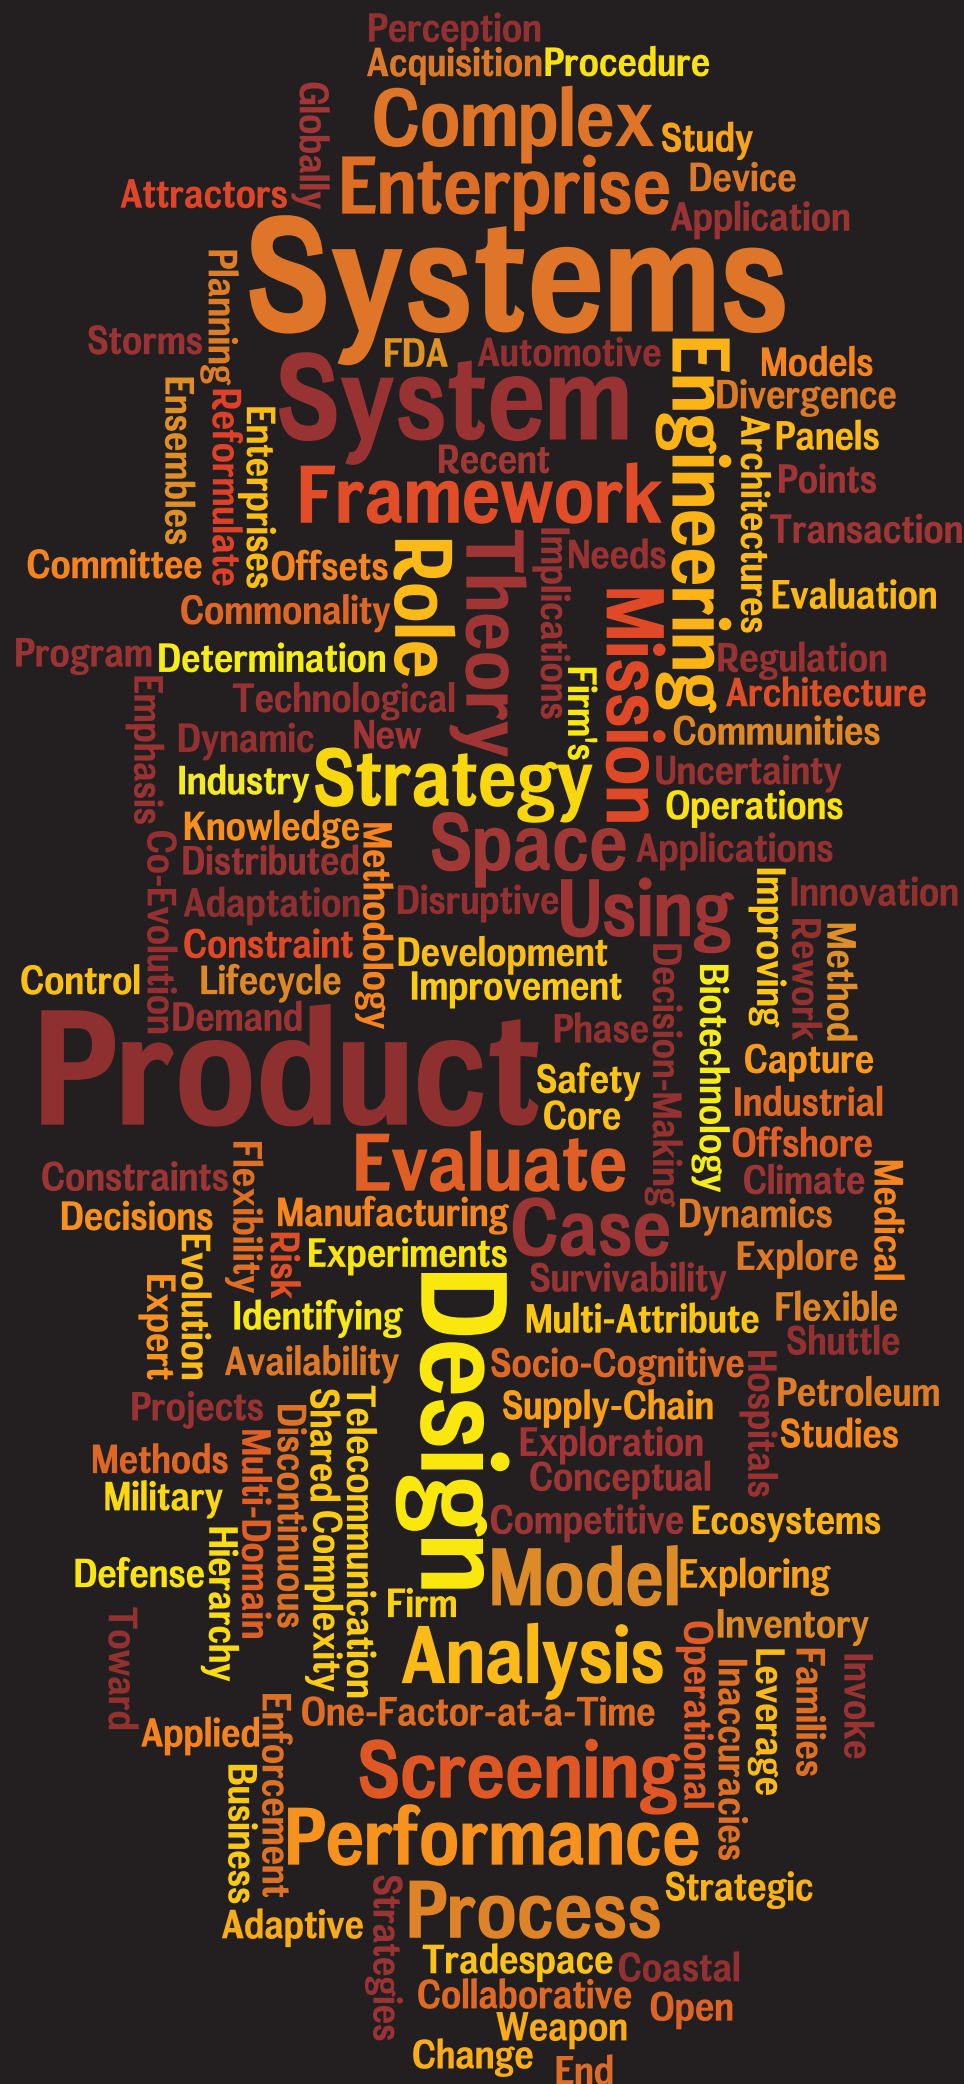 Perception
Acquisition Procedure
Globally
Complex
Study
Enterprise
Device
Attractors
Application
Systems
Planning
Storms
FDA
Automotive
Engineering
Models
System
Divergence
Ensembles
Reformulate
Enterprises
Architectures
Panels
Recent
Points
Framework
Transaction
Committee
Offsets
Role
Theory
Implications
Needs
Mission
Evaluation
Commonality
Program
Determination
Regulation
Firm's
Emphasis
Technological
Architecture
Dynamic
New
Communities
Industry
Strategy
Uncertainty
Operations
Knowledge
Methodology
Space
Applications
Co-Evolution
Distributed
Improving
Innovation
Adaptation
Disruptive
Using
Rework
Method
Constraint
Development
Decision-Making
Biotechnology
Control
Lifecycle
Improvement
Demand
Product
Phase
Capture
Safety
Core
Industrial
Evaluate
Offshore
Constraints
Flexibility
Climate
Medical
Decisions
Manufacturing
Case
Dynamics
Evolution
Risk
Experiments
Explore
Expert
Design
Survivability
Identifying
Multi-Attribute
Flexible
Shuttle
Availability
Socio-Cognitive
Hospitals
Projects
Discontinuous
Shared
Telecommunication
Supply-Chain
Petroleum
Studies
Methods
Multi-Domain
Exploration
Conceptual
Military
Complexity
Competitive
Ecosystems
Hierarchy
Defense
Model
Exploring
Firm
Toward
Inventory
Analysis
Operational
Inaccuracies
Leverage
Families
Invoke
Applied
Enforcement
One-Factor-at-a-Time
Business
Screening
Performance
Strategies
Process
Strategic
Adaptive
Tradespace
Coastal
Collaborative
Open
Weapon
Change
End